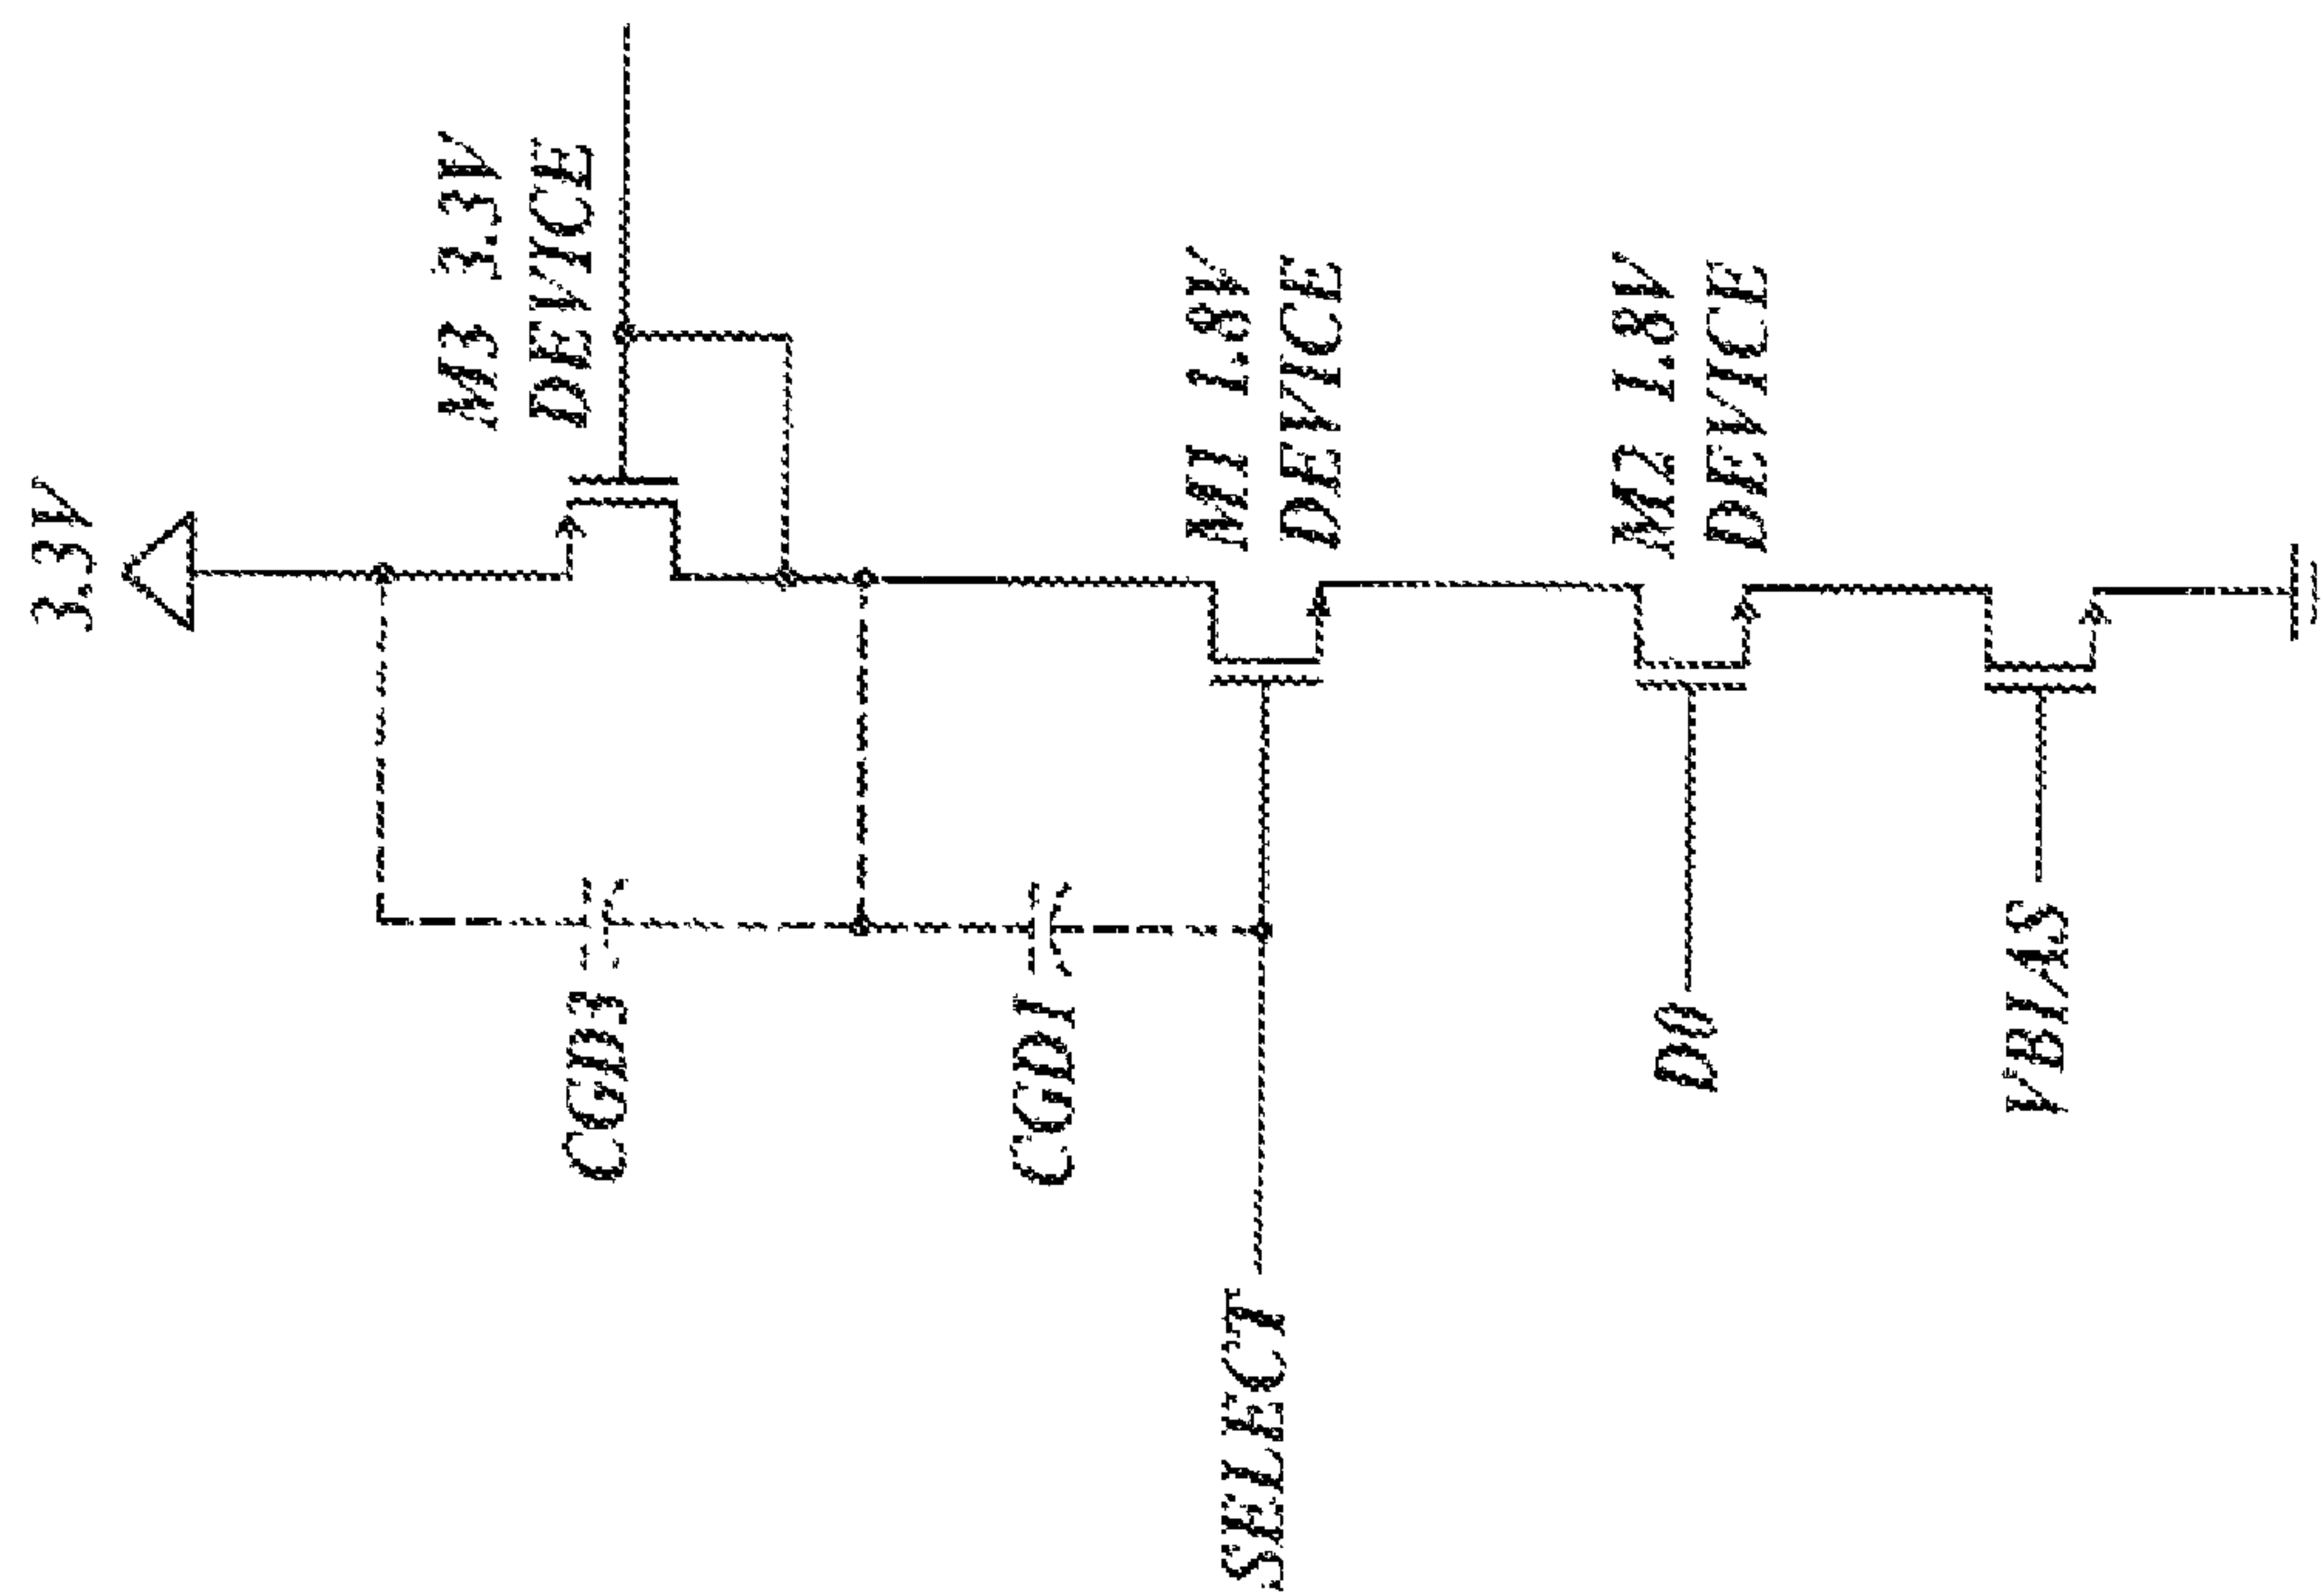 3.3V
M3 3.3V
DEVICE
CGD3
CGD1
M1 1.8V
DEVICE
SELECT
M2 1.8V
DEVICE
D0
VBIAS